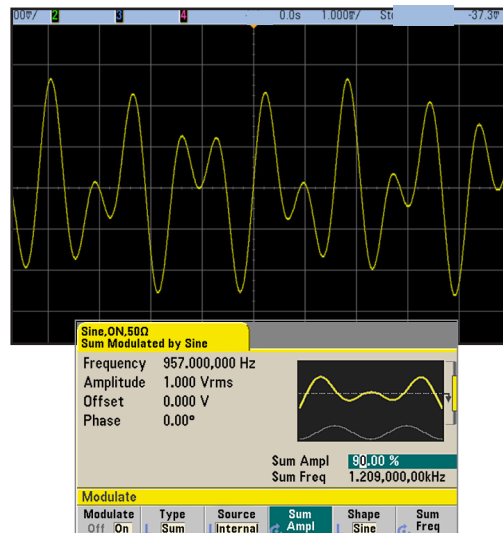 00▽/ 2 3 4 0.0s 1.000▽/ -37.3▽
Sine,ON,50Ω
Sum Modulated by Sine
Frequency 957.000,000 Hz
Amplitude 1.000 Vrms
Offset 0.000 V
Phase 0.00°
Sum Ampl 90.00 %
Sum Freq 1.209,000,00kHz
Modulate
Modulate Type Source Sum Shape Sum
Off On Sum Internal Ampl Sine Freq